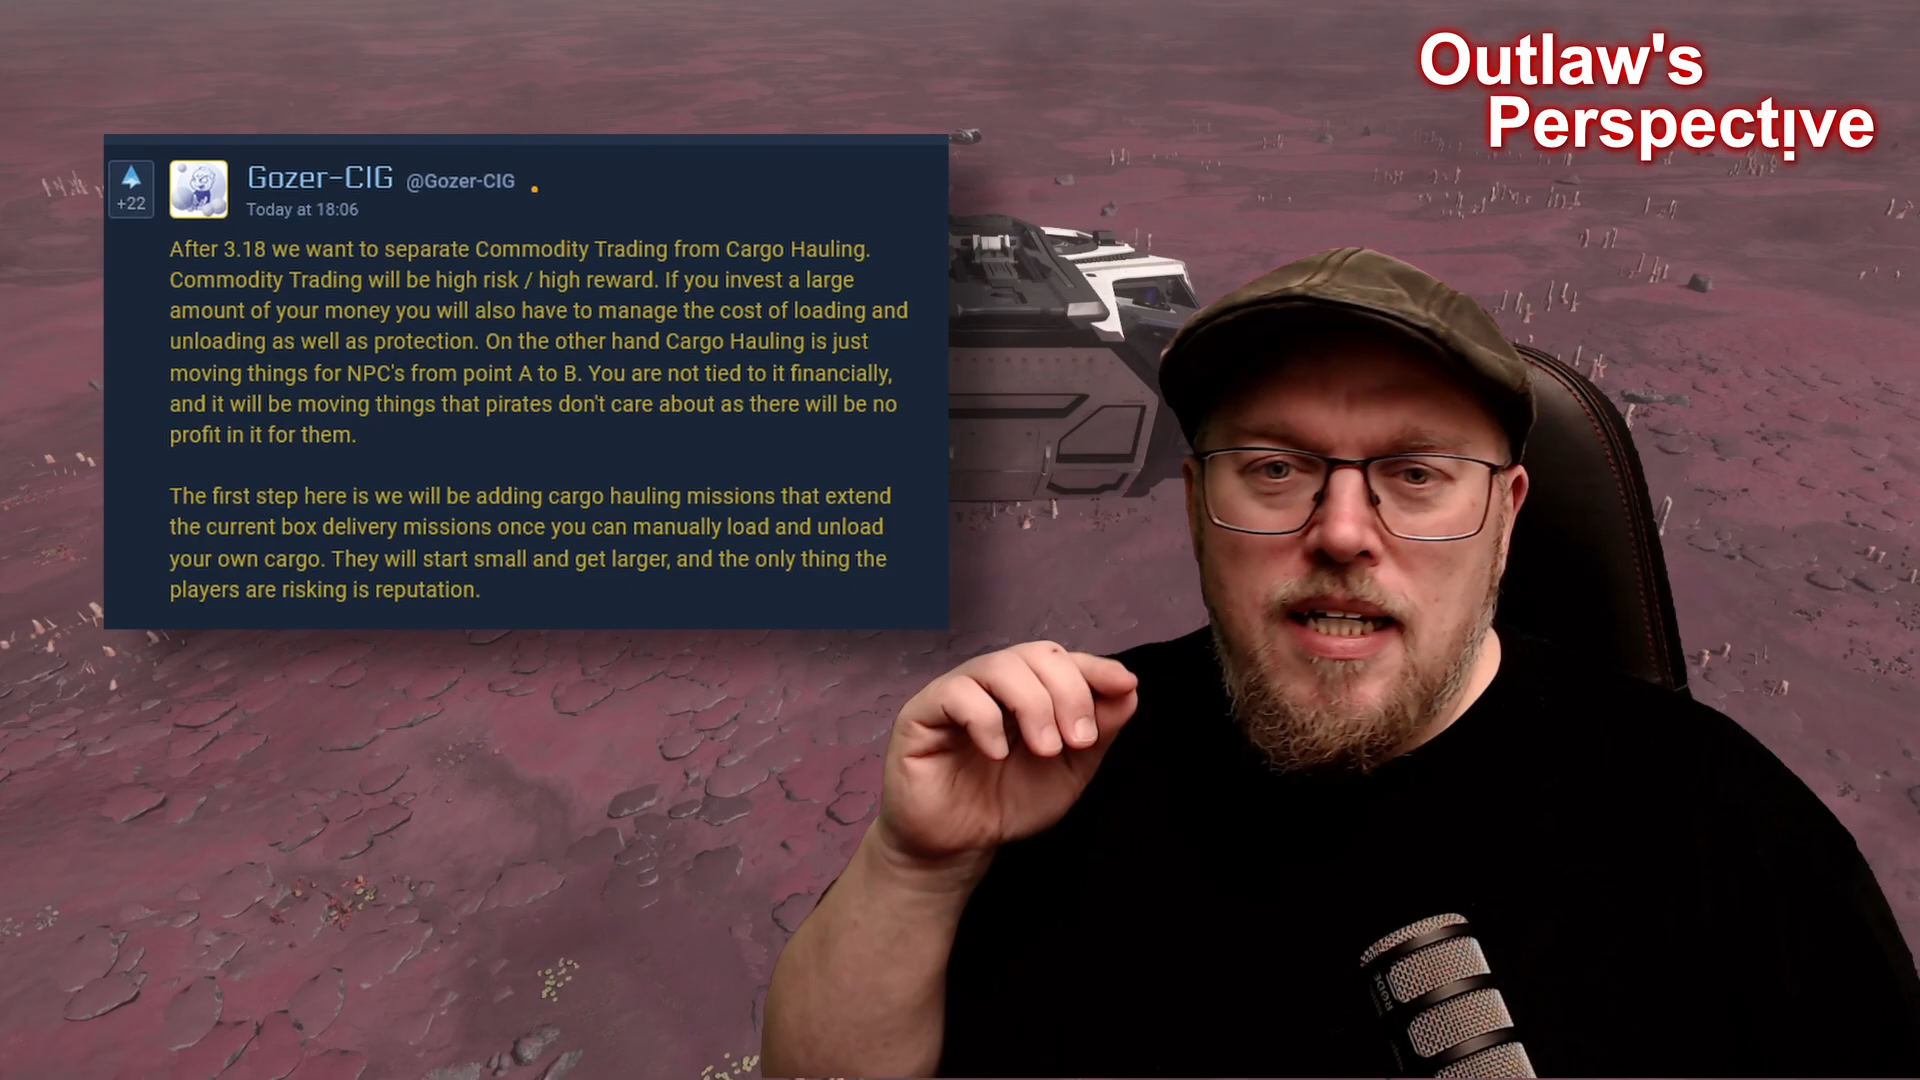 Outlaw's
Perspective
+22
Gozer-CIG @Gozer-CIG
Today at 18:06
After 3.18 we want to separate Commodity Trading from Cargo Hauling.
Commodity Trading will be high risk / high reward. If you invest a large
amount of your money you will also have to manage the cost of loading and
unloading as well as protection. On the other hand Cargo Hauling is just
moving things for NPC's from point A to B. You are not tied to it financially,
and it will be moving things that pirates don't care about as there will be no
profit in it for them.
The first step here is we will be adding cargo hauling missions that extend
the current box delivery missions once you can manually load and unload
your own cargo. They will start small and get larger, and the only thing the
players are risking is reputation.
RØDE